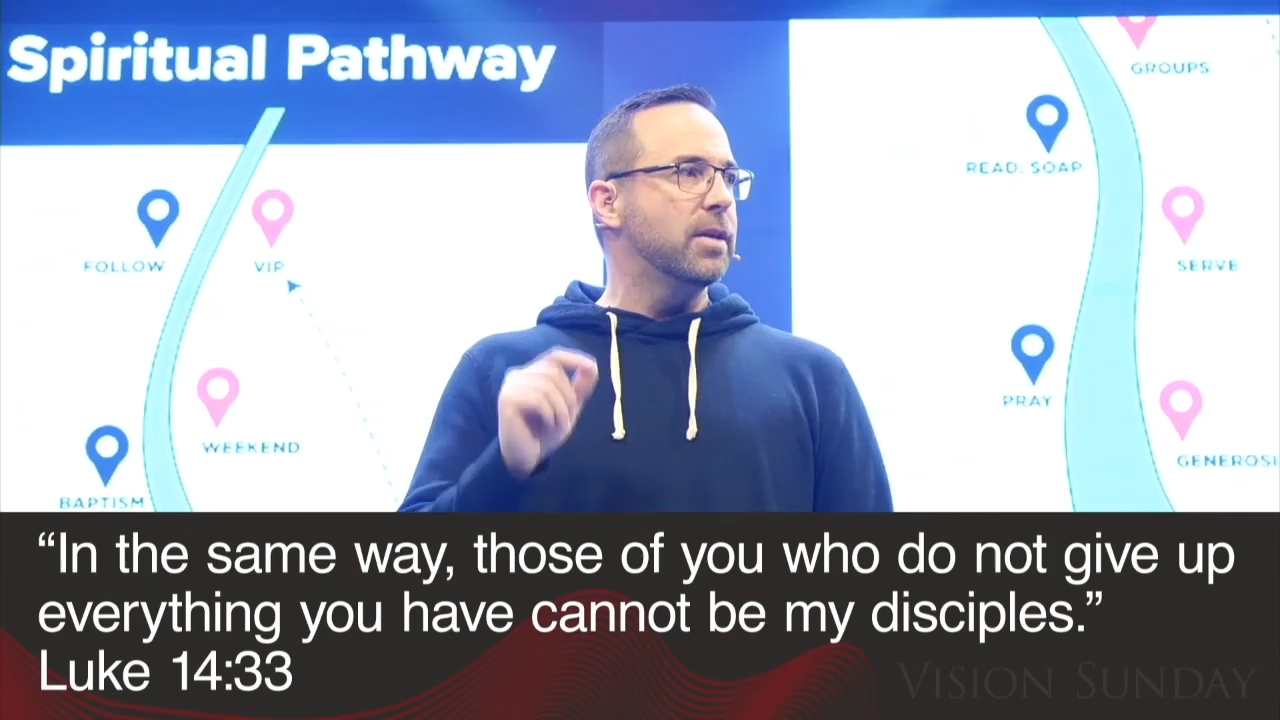 Spiritual Pathway
FOLLOW
VIP
WEEKEND
BAPTISM
GROUPS
READ: SOAP
SERVE
PRAY
GENEROSI
“In the same way, those of you who do not give up
everything you have cannot be my disciples.”
Luke 14:33
VISION SUNDAY